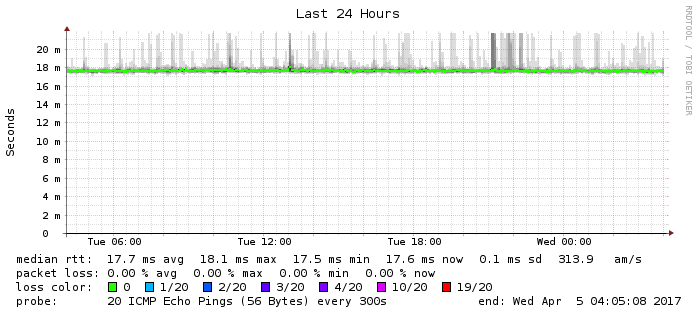 Last 24 Hours
RRDTOOL / TOBI OETIKER
Seconds
20 m
18 m
16 m
14 m
12 m
10 m
8 m
6 m
4 m
2 m
0
Tue 06:00 Tue 12:00 Tue 18:00 Wed 00:00
median rtt: 17.7 ms avg 18.1 ms max 17.5 ms min 17.6 ms now 0.1 ms sd 313.9 am/s
packet loss: 0.00 % avg 0.00 % max 0.00 % min 0.00 % now
loss color: 0 1/20 2/20 3/20 4/20 10/20 19/20
probe: 20 ICMP Echo Pings (56 Bytes) every 300s end: Wed Apr 5 04:05:08 2017